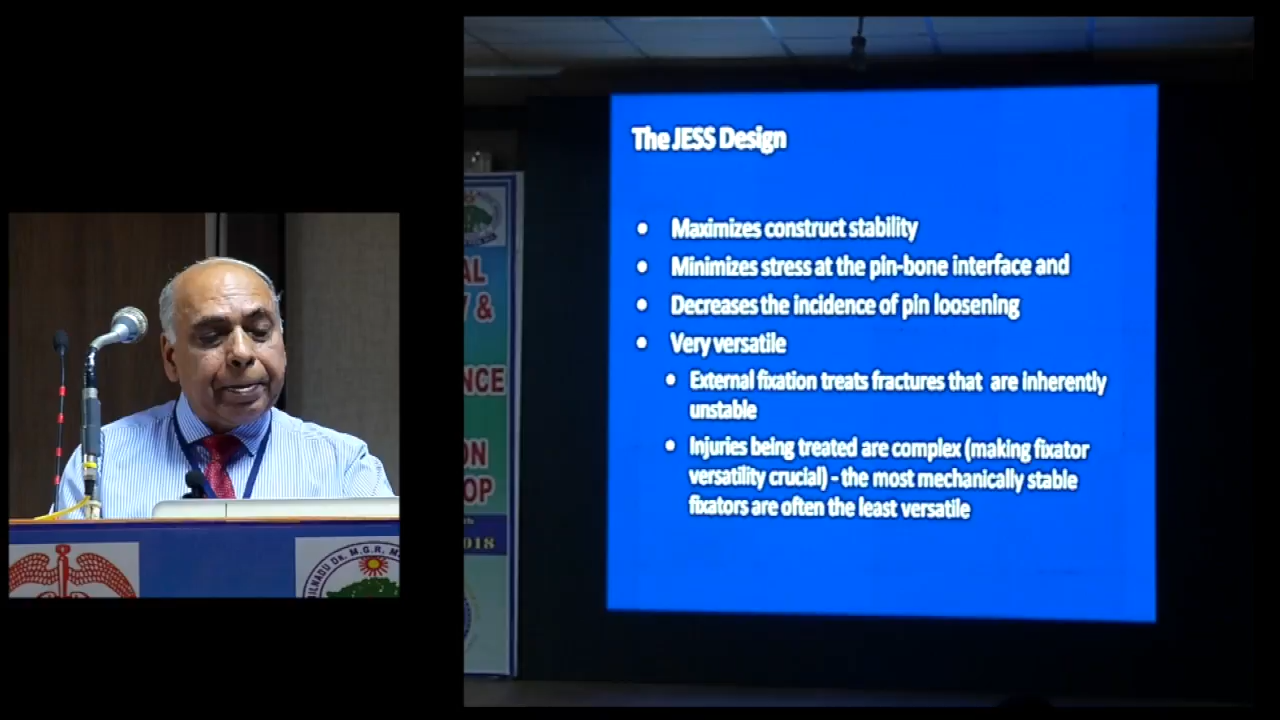 The JESS Design
• Maximizes construct stability
• Minimizes stress at the pin-bone interface and
• Decreases the incidence of pin loosening
• Very versatile
• External fixation treats fractures that are inherently
unstable
• Injuries being treated are complex (making fixator
versatility crucial) - the most mechanically stable
fixators are often the least versatile
AL
Y &
NCE
ON
OP
018
DR. M.G.R. M